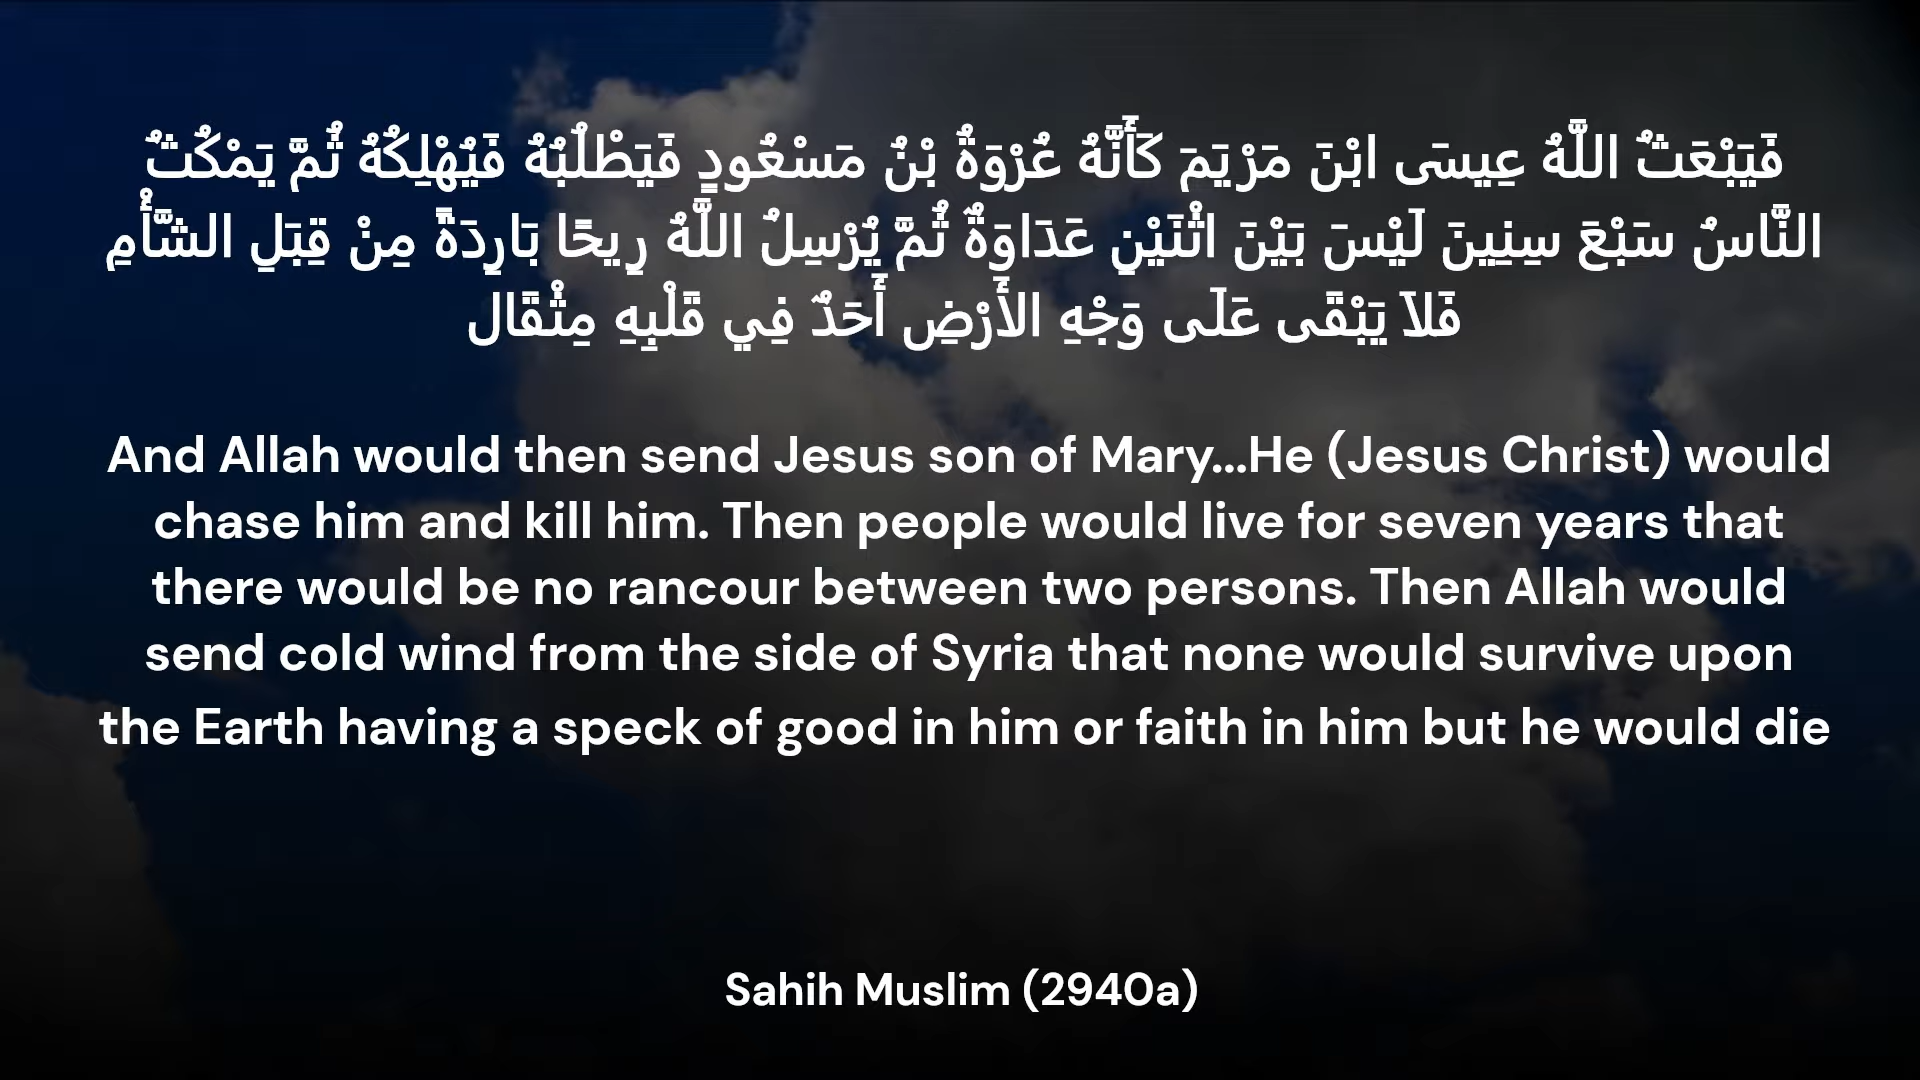 فَيَبْعَثُ اللَّهُ عِيسَى ابْنَ مَرْيَمَ كَأَنَّهُ عُرْوَةُ بْنُ مَسْعُودٍ فَيَطْلُبُهُ فَيُهْلِكُهُ ثُمَّ يَمْكُثُ
النَّاسُ سَبْعَ سِنِينَ لَيْسَ بَيْنَ اثْنَيْنِ عَدَاوَةٌ ثُمَّ يُرْسِلُ اللَّهُ رِيحًا بَارِدَةً مِنْ قِبَلِ الشَّأْمِ
فَلاَ يَبْقَى عَلَى وَجْهِ الأَرْضِ أَحَدٌ فِي قَلْبِهِ مِثْقَال
And Allah would then send Jesus son of Mary...He (Jesus Christ) would
chase him and kill him. Then people would live for seven years that
there would be no rancour between two persons. Then Allah would
send cold wind from the side of Syria that none would survive upon
the Earth having a speck of good in him or faith in him but he would die
Sahih Muslim (2940a)